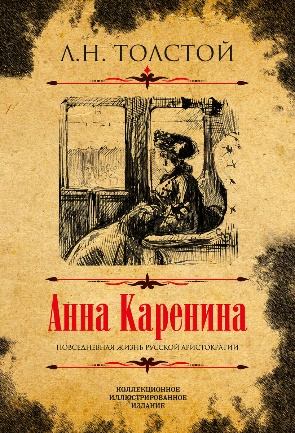 Л.Н. ТОЛСТОЙ
Анна Каренина
ПОВСЕДНЕВНАЯ ЖИЗНЬ РУССКОЙ АРИСТОКРАТИИ
КОЛЛЕКЦИОННОЕ
ИЛЛЮСТРИРОВАННОЕ
ИЗДАНИЕ